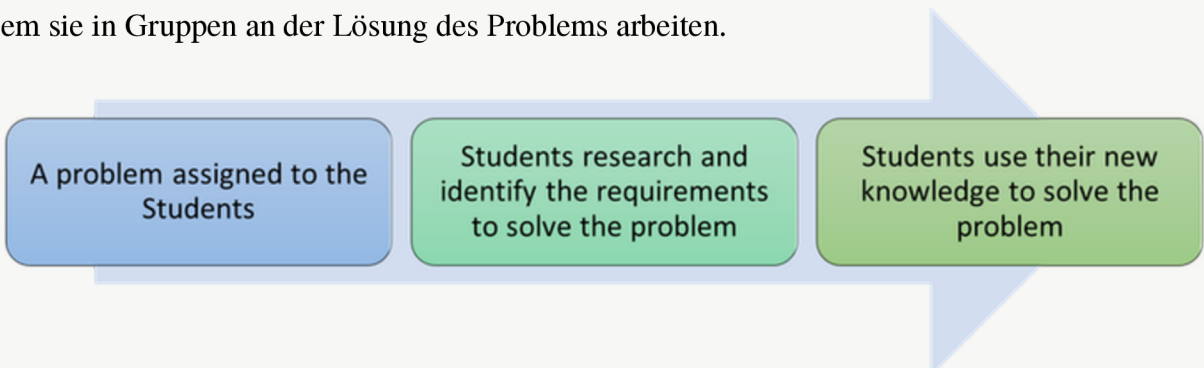 em sie in Gruppen an der Lösung des Problems arbeiten.
A problem assigned to the
Students
Students research and
identify the requirements
to solve the problem
Students use their new
knowledge to solve the
problem